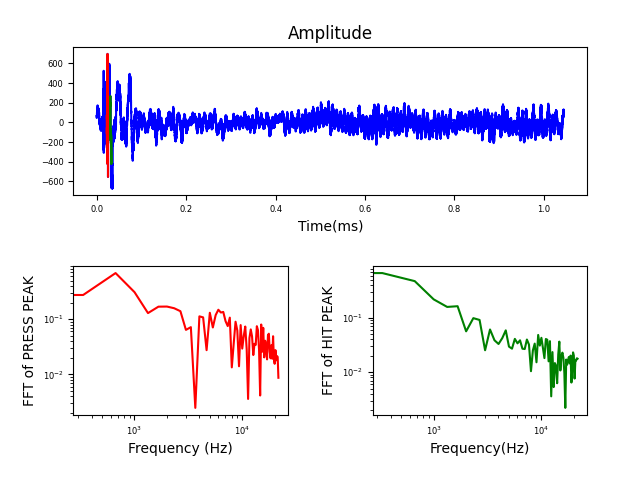 Amplitude
600
400
200
0
−200
−400
−600
0.0 0.2 0.4 0.6 0.8 1.0
Time(ms)
FFT of PRESS PEAK
10⁻¹
10⁻²
10³ 10⁴
Frequency (Hz)
FFT of HIT PEAK
10⁻¹
10⁻²
10³ 10⁴
Frequency(Hz)